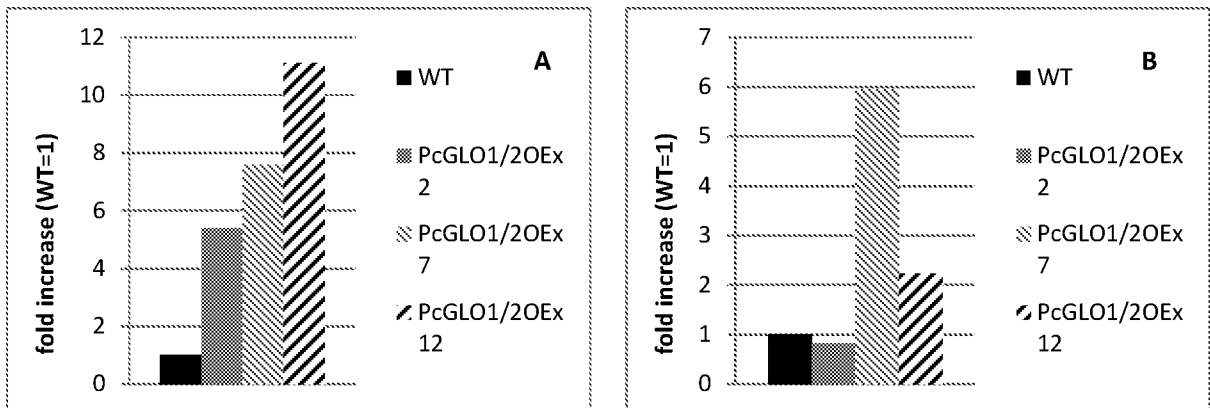 12
10
8
6
4
2
0
fold increase (WT=1)
A
WT
PcGLO1/2OEx
2
PcGLO1/2OEx
7
PcGLO1/2OEx
12
7
6
5
4
3
2
1
0
fold increase (WT=1)
B
WT
PcGLO1/2OEx
2
PcGLO1/2OEx
7
PcGLO1/2OEx
12